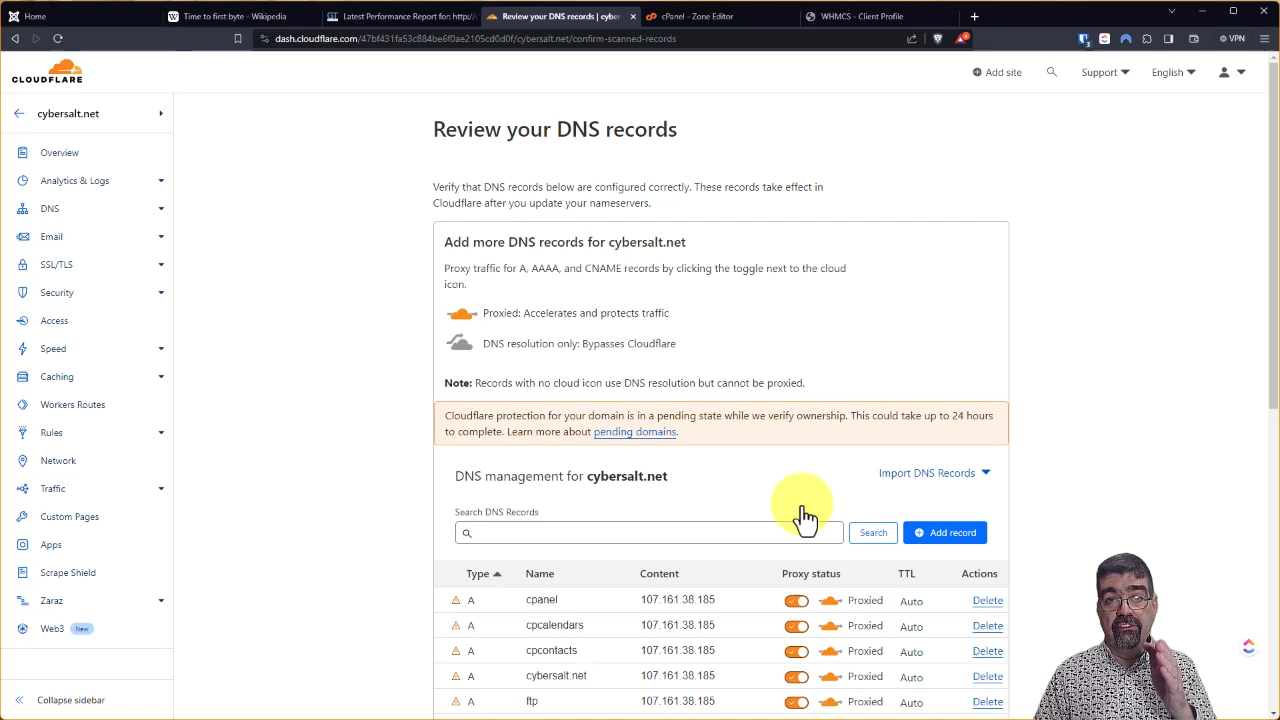 Home
Time to first byte - Wikipedia
Latest Performance Report for: http:/
Review your DNS records | cyber
cPanel - Zone Editor
WHMCS - Client Profile
dash.cloudflare.com/47bf431fa53c884be6f0ae2105cd0d0f/cybersalt.net/confirm-scanned-records
3
VPN
CLOUDFLARE
Add site
Support
English
cybersalt.net
Overview
Analytics & Logs
DNS
Email
SSL/TLS
Security
Access
Speed
Caching
Workers Routes
Rules
Network
Traffic
Custom Pages
Apps
Scrape Shield
Zaraz
Web3 New
Collapse sidebar
Review your DNS records
Verify that DNS records below are configured correctly. These records take effect in
Cloudflare after you update your nameservers.
Add more DNS records for cybersalt.net
Proxy traffic for A, AAAA, and CNAME records by clicking the toggle next to the cloud
icon.
Proxied: Accelerates and protects traffic
DNS resolution only: Bypasses Cloudflare
Note: Records with no cloud icon use DNS resolution but cannot be proxied.
Cloudflare protection for your domain is in a pending state while we verify ownership. This could take up to 24 hours
to complete. Learn more about pending domains.
DNS management for cybersalt.net
Import DNS Records
Search DNS Records
Search
Add record
Type Name Content Proxy status TTL Actions
A cpanel 107.161.38.185 Proxied Auto Delete
A cpcalendars 107.161.38.185 Proxied Auto Delete
A cpcontacts 107.161.38.185 Proxied Auto Delete
A cybersalt.net 107.161.38.185 Proxied Auto Delete
A ftp 107.161.38.185 Proxied Auto Delete